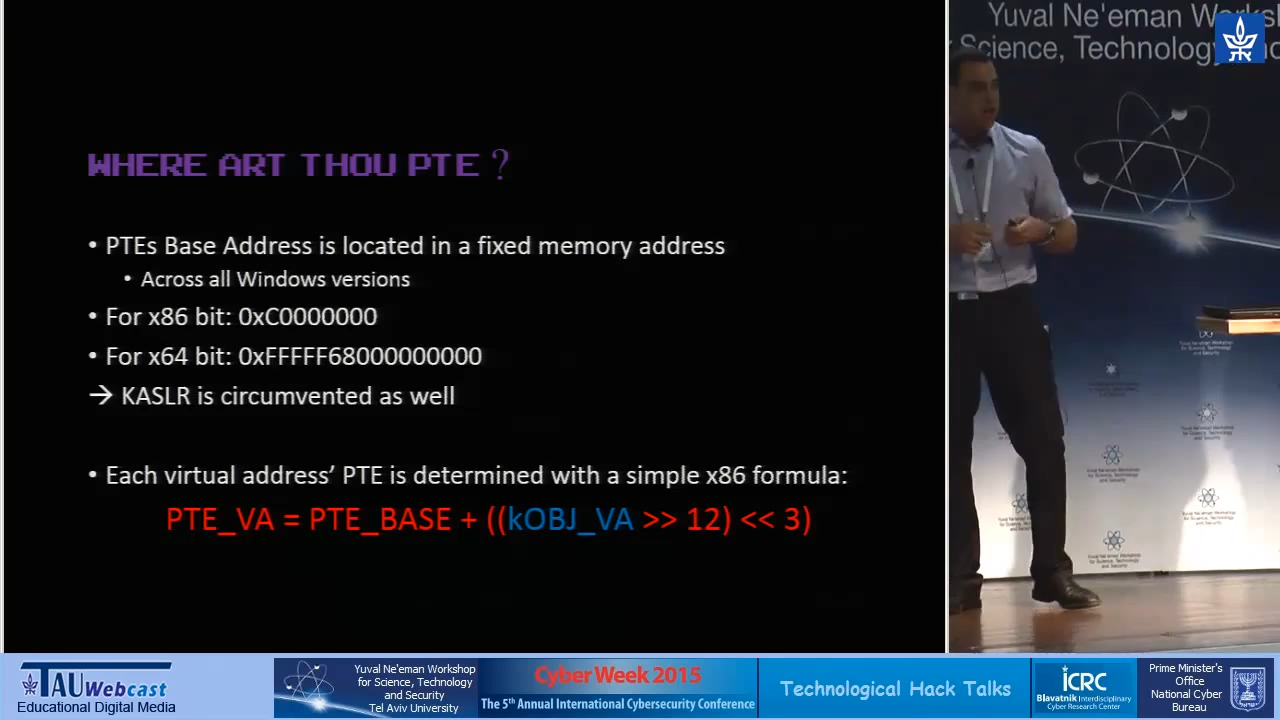 WHERE ART THOU PTE?
• PTEs Base Address is located in a fixed memory address
• Across all Windows versions
• For x86 bit: 0xC0000000
• For x64 bit: 0xFFFFF68000000000
→ KASLR is circumvented as well
• Each virtual address’ PTE is determined with a simple x86 formula:
PTE_VA = PTE_BASE + ((kOBJ_VA >> 12) << 3)
Yuval Ne'eman Works
Science, Technology
TAU Webcast
Educational Digital Media
Yuval Ne'eman Workshop
for Science, Technology
and Security
Tel Aviv University
Cyber Week 2015
The 5th Annual International Cybersecurity Conference
Technological Hack Talks
ICRC
Blavatnik Interdisciplinary
Cyber Research Center
Prime Minister's
Office
National Cyber
Bureau